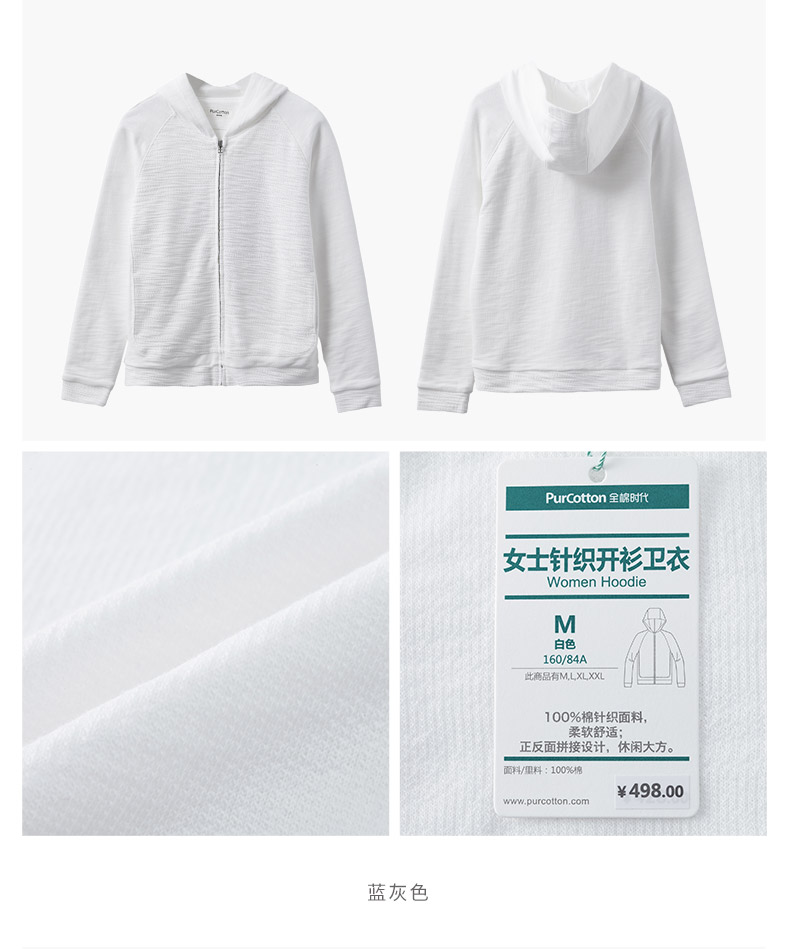 PurCotton
PurCotton 全棉时代
女士针织开衫卫衣
Women Hoodie
M
白色
160/84A
此商品有M,L,XL,XXL
100%棉针织面料，
柔软舒适；
正反面拼接设计，休闲大方。
面料/里料：100%棉
¥498.00
www.purcotton.com
蓝灰色